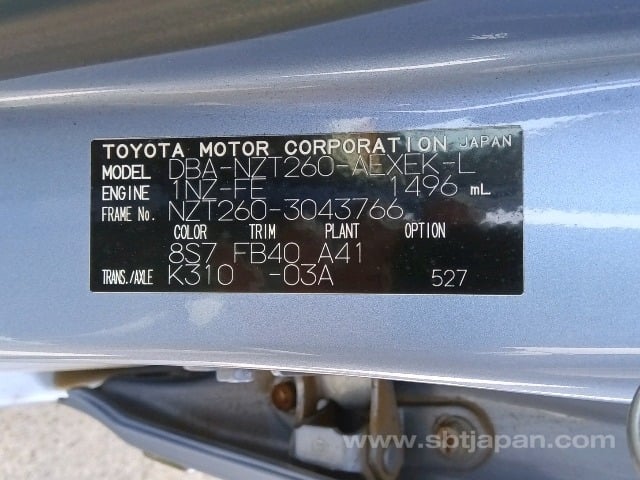 TOYOTA MOTOR CORPORATION JAPAN
MODEL DBA-NZT260-AEXEK-L
ENGINE 1NZ-FE 1496 mL
FRAME No. NZT260-3043766
COLOR TRIM PLANT OPTION
8S7 FB40 A41
TRANS./AXLE K310 -03A 527
www.sbtjapan.com